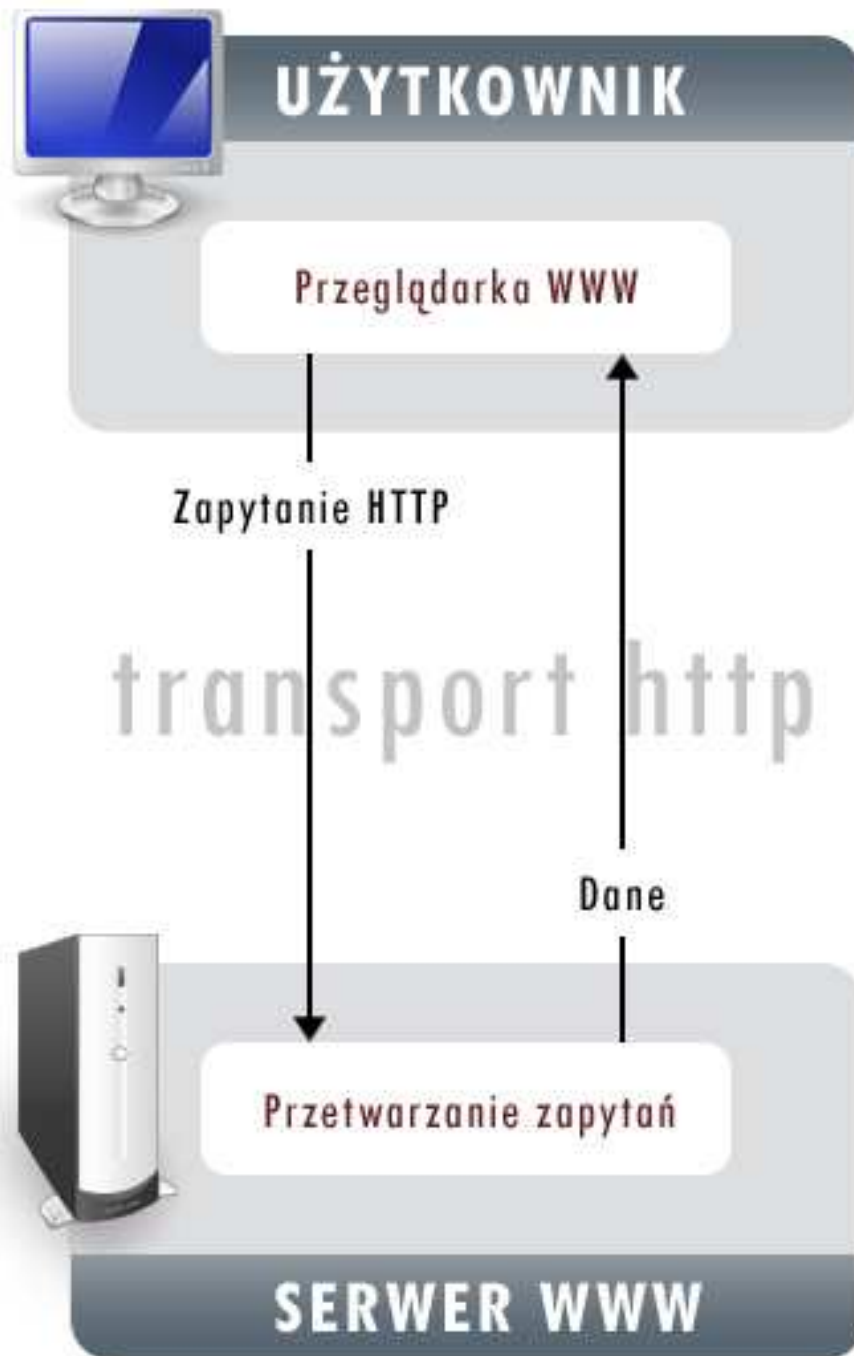 UŻYTKOWNIK
Przeglądarka WWW
Zapytanie HTTP
transport http
Dane
Przetwarzanie zapytań
SERWER WWW